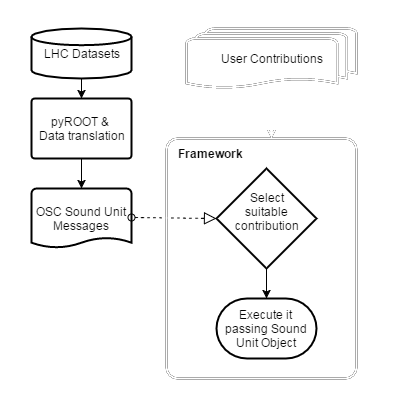 LHC Datasets
User Contributions
pyROOT &
Data translation
Framework
OSC Sound Unit
Messages
Select
suitable
contribution
Execute it
passing Sound
Unit Object